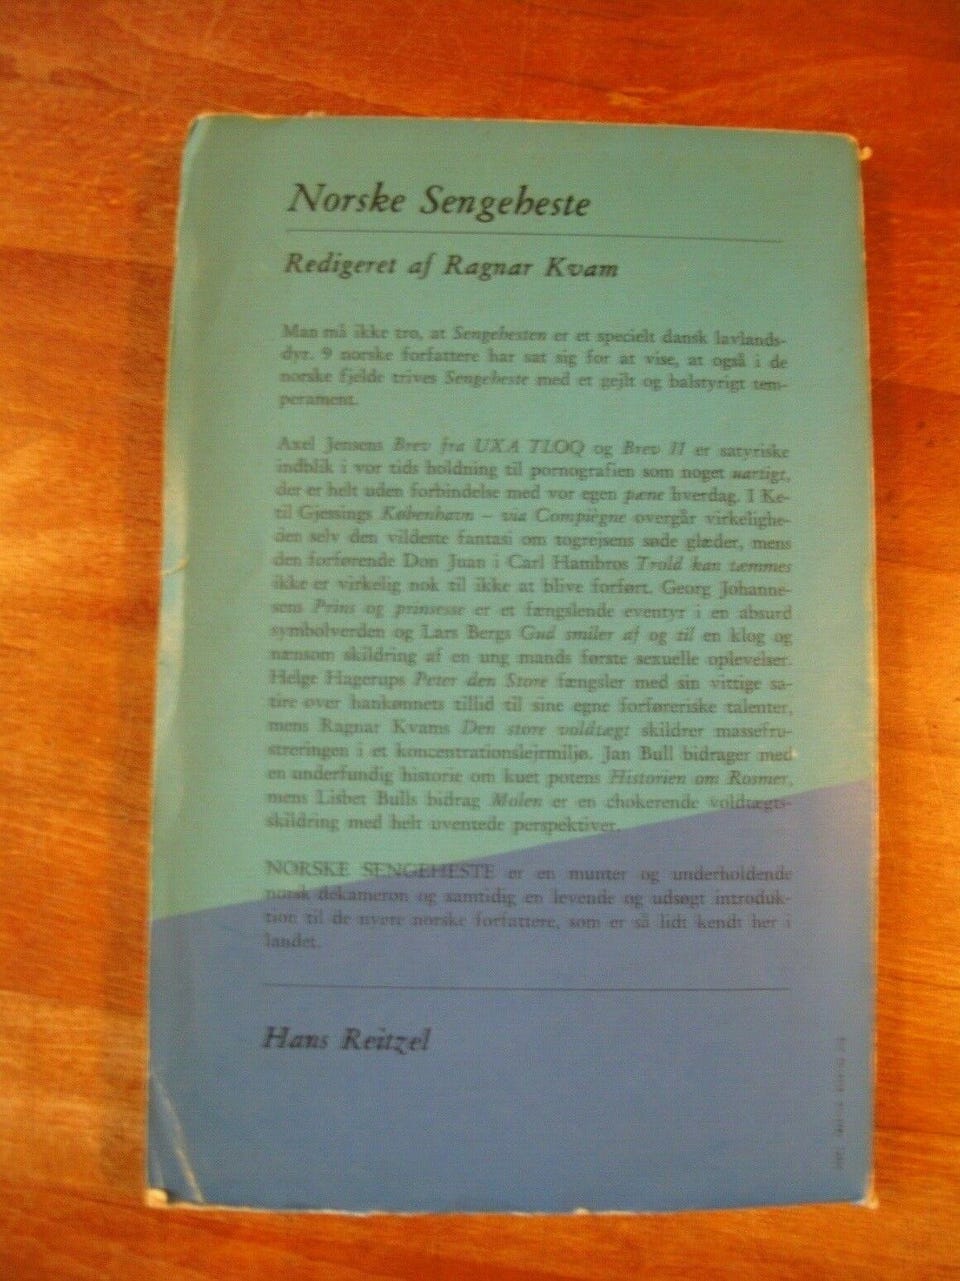 Norske Sengeheste
Redigeret af Ragnar Kvam
Man må ikke tro, at Sengehesten er et specielt dansk lavlands-
dyr. 9 norske forfattere har sat sig for at vise, at også i de
norske fjelde trives Sengeheste med et gejlt og balstyrigt tem-
perament.
Axel Jensens Brev fra UXA TLOQ og Brev II er satyriske
indblik i vor tids holdning til pornografien som noget uartigt,
der er helt uden forbindelse med vor egen pæne hverdag. I Ke-
til Gjessings København – via Compiègne overgår virkelighe-
den selv den vildeste fantasi om togrejsens søde glæder, mens
den forførende Don Juan i Carl Hambros Trold kan tæmmes
ikke er virkelig nok til ikke at blive forført. Georg Johanne-
sens Prins og prinsesse er et fængslende eventyr i en absurd
symbolverden og Lars Bergs Gud smiler af og til en klog og
nænsom skildring af en ung mands første sexuelle oplevelser.
Helge Hagerups Peter den Store fængsler med sin vittige sa-
tire over hankønnets tillid til sine egne forføreriske talenter,
mens Ragnar Kvams Den store voldtægt skildrer massefru-
streringen i et koncentrationslejrmiljø. Jan Bull bidrager med
en underfundig historie om kuet potens Historien om Rosmer,
mens Lisbet Bulls bidrag Malen er en chokerende voldtægts-
skildring med helt uventede perspektiver.
NORSKE SENGEHESTE er en munter og underholdende
norsk dekameron og samtidig en levende og udsøgt introduk-
tion til de nyere norske forfattere, som er så lidt kendt her i
landet.
Hans Reitzel